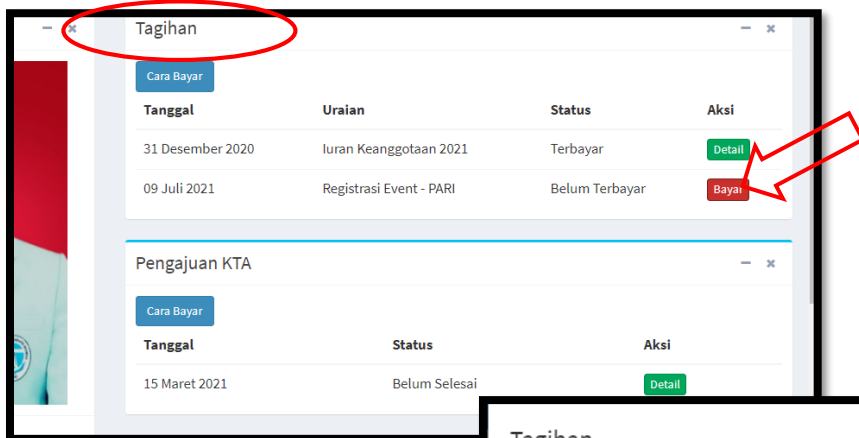 Tagihan
Cara Bayar
Tanggal Uraian Status Aksi
31 Desember 2020 Iuran Keanggotaan 2021 Terbayar Detail
09 Juli 2021 Registrasi Event - PARI Belum Terbayar Bayar
Pengajuan KTA
Cara Bayar
Tanggal Status Aksi
15 Maret 2021 Belum Selesai Detail
Tagihan